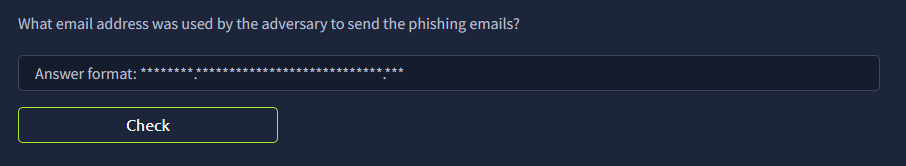 What email address was used by the adversary to send the phishing emails?
Answer format: ********.****************************.***
Check